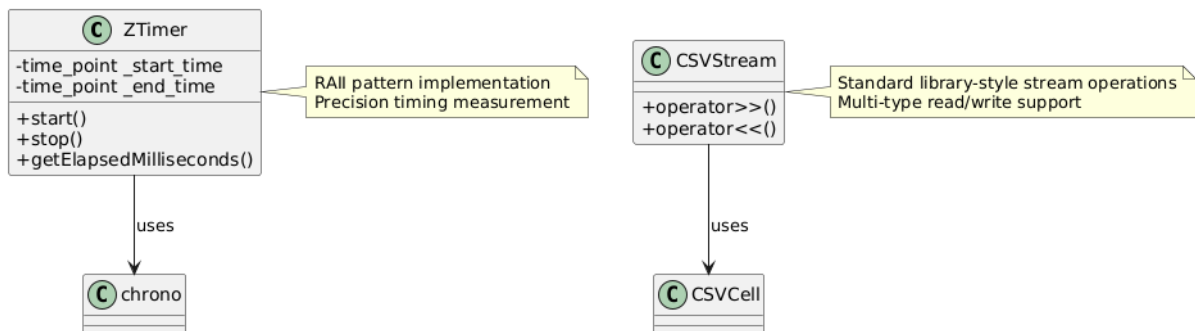 C ZTimer
-time_point _start_time
-time_point _end_time
+start()
+stop()
+getElapsedMilliseconds()
RAII pattern implementation
Precision timing measurement
uses
C chrono
C CSVStream
+operator>>()
+operator<<()
Standard library-style stream operations
Multi-type read/write support
uses
C CSVCell